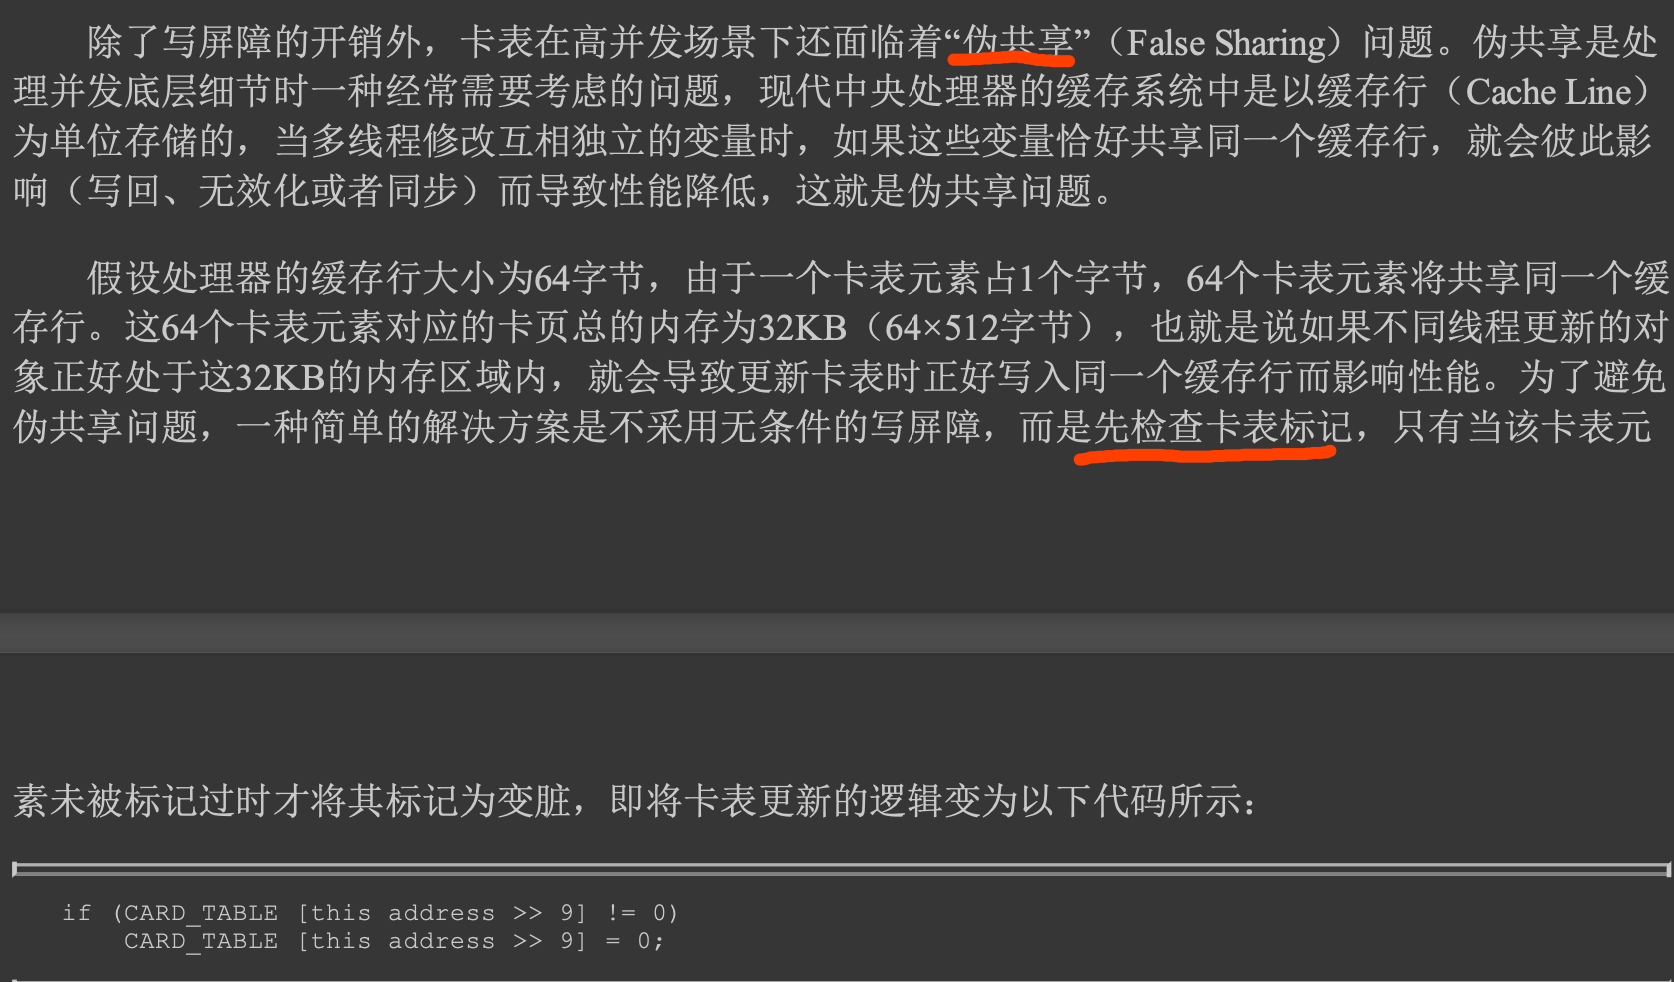 除了写屏障的开销外，卡表在高并发场景下还面临着“伪共享”（False Sharing）问题。伪共享是处
理并发底层细节时一种经常需要考虑的问题，现代中央处理器的缓存系统中是以缓存行（Cache Line）
为单位存储的，当多线程修改互相独立的变量时，如果这些变量恰好共享同一个缓存行，就会彼此影
响（写回、无效化或者同步）而导致性能降低，这就是伪共享问题。
假设处理器的缓存行大小为64字节，由于一个卡表元素占1个字节，64个卡表元素将共享同一个缓
存行。这64个卡表元素对应的卡页总的内存为32KB（64×512字节），也就是说如果不同线程更新的对
象正好处于这32KB的内存区域内，就会导致更新卡表时正好写入同一个缓存行而影响性能。为了避免
伪共享问题，一种简单的解决方案是不采用无条件的写屏障，而是先检查卡表标记，只有当该卡表元
素未被标记过时才将其标记为变脏，即将卡表更新的逻辑变为以下代码所示：
if (CARD_TABLE [this address >> 9] != 0)
CARD_TABLE [this address >> 9] = 0;